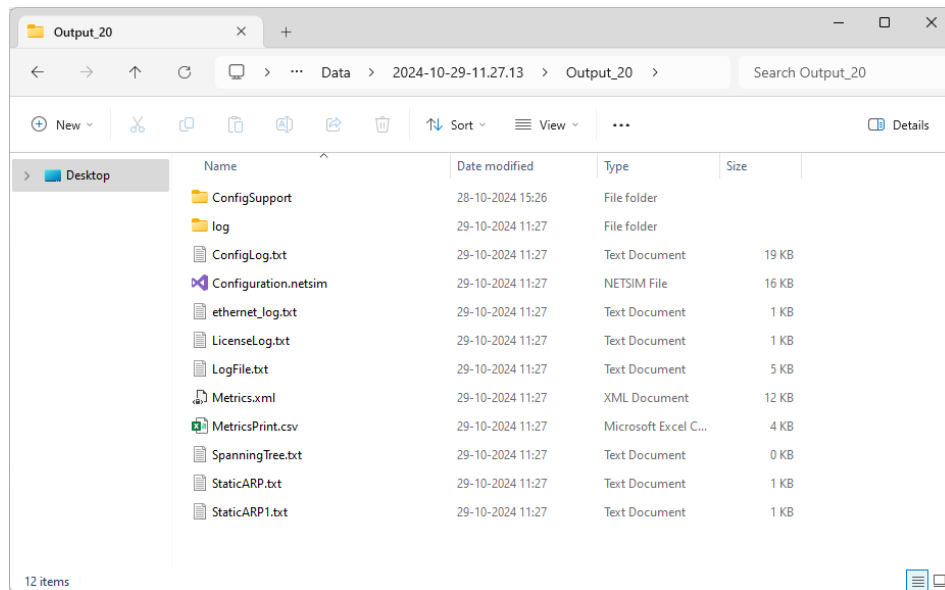 Output_20
Data > 2024-10-29-11.27.13 > Output_20 >
Search Output_20
New
Sort
View
Details
Desktop
Name Date modified Type Size
ConfigSupport 28-10-2024 15:26 File folder
log 29-10-2024 11:27 File folder
ConfigLog.txt 29-10-2024 11:27 Text Document 19 KB
Configuration.netsim 29-10-2024 11:27 NETSIM File 16 KB
ethernet_log.txt 29-10-2024 11:27 Text Document 1 KB
LicenseLog.txt 29-10-2024 11:27 Text Document 1 KB
LogFile.txt 29-10-2024 11:27 Text Document 5 KB
Metrics.xml 29-10-2024 11:27 XML Document 12 KB
MetricsPrint.csv 29-10-2024 11:27 Microsoft Excel C... 4 KB
SpanningTree.txt 29-10-2024 11:27 Text Document 0 KB
StaticARP.txt 29-10-2024 11:27 Text Document 1 KB
StaticARP1.txt 29-10-2024 11:27 Text Document 1 KB
12 items